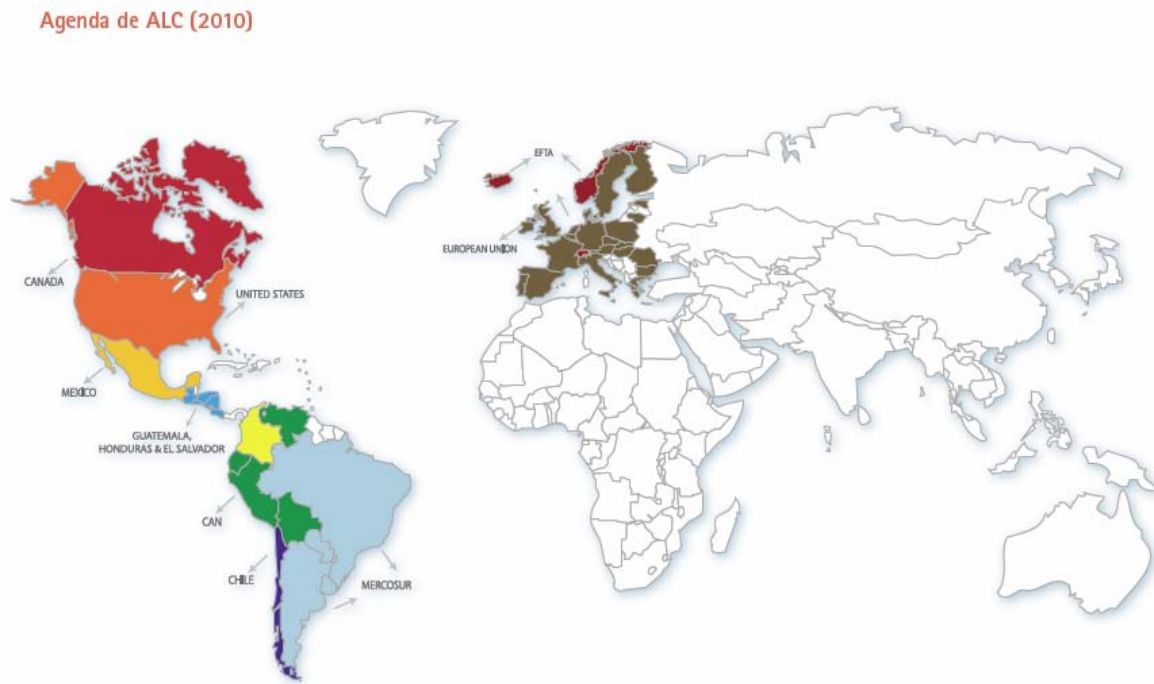 Agenda de ALC (2010)
EFTA
EUROPEAN UNION
CANADA
UNITED STATES
MEXICO
GUATEMALA,
HONDURAS & EL SALVADOR
CAN
CHILE
MERCOSUR